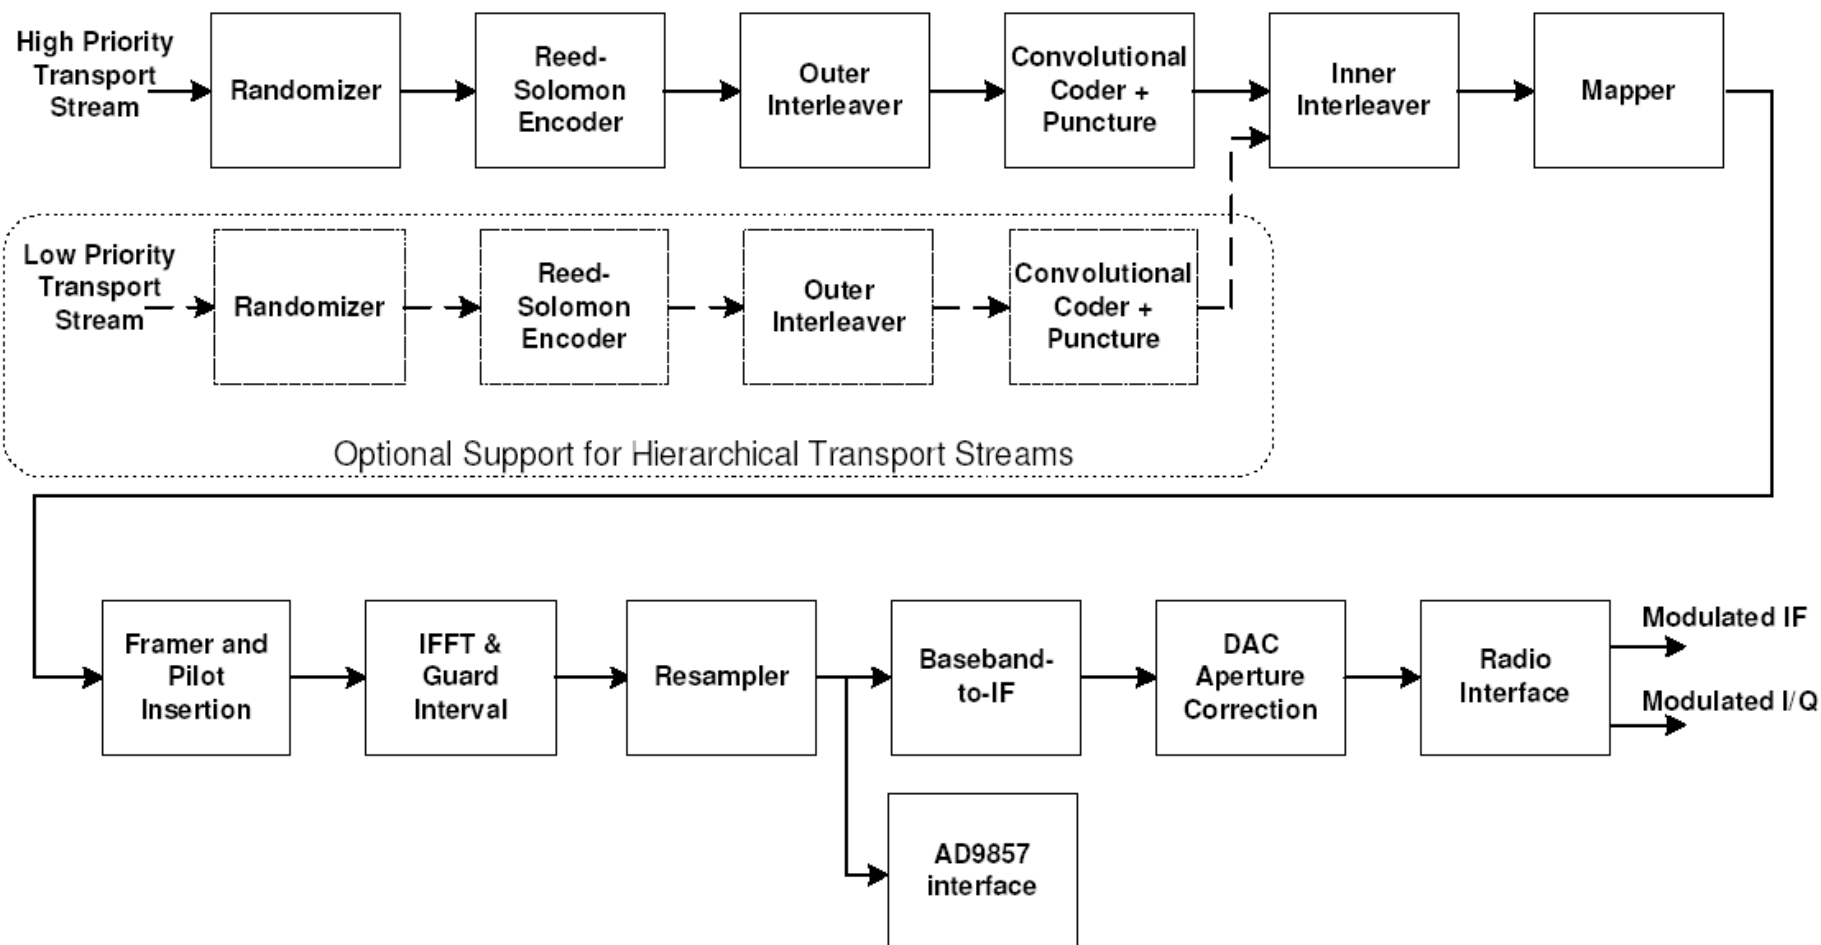 High Priority
Transport
Stream
Randomizer
Reed-
Solomon
Encoder
Outer
Interleaver
Convolutional
Coder +
Puncture
Inner
Interleaver
Mapper
Low Priority
Transport
Stream
Randomizer
Reed-
Solomon
Encoder
Outer
Interleaver
Convolutional
Coder +
Puncture
Optional Support for Hierarchical Transport Streams
Framer and
Pilot
Insertion
IFFT &
Guard
Interval
Resampler
Baseband-
to-IF
DAC
Aperture
Correction
Radio
Interface
Modulated IF
Modulated I/Q
AD9857
interface